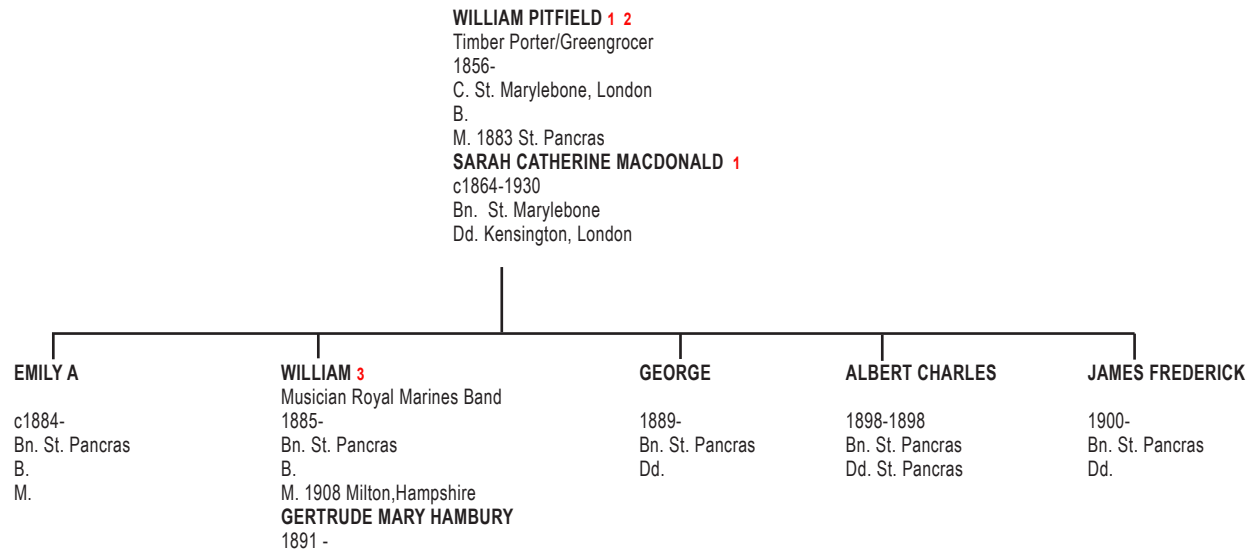 WILLIAM PITFIELD 1 2
Timber Porter/Greengrocer
1856-
C. St. Marylebone, London
B.
M. 1883 St. Pancras
SARAH CATHERINE MACDONALD 1
c1864-1930
Bn. St. Marylebone
Dd. Kensington, London
EMILY A
c1884-
Bn. St. Pancras
B.
M.
WILLIAM 3
Musician Royal Marines Band
1885-
Bn. St. Pancras
B.
M. 1908 Milton,Hampshire
GERTRUDE MARY HAMBURY
1891 -
GEORGE
1889-
Bn. St. Pancras
Dd.
ALBERT CHARLES
1898-1898
Bn. St. Pancras
Dd. St. Pancras
JAMES FREDERICK
1900-
Bn. St. Pancras
Dd.